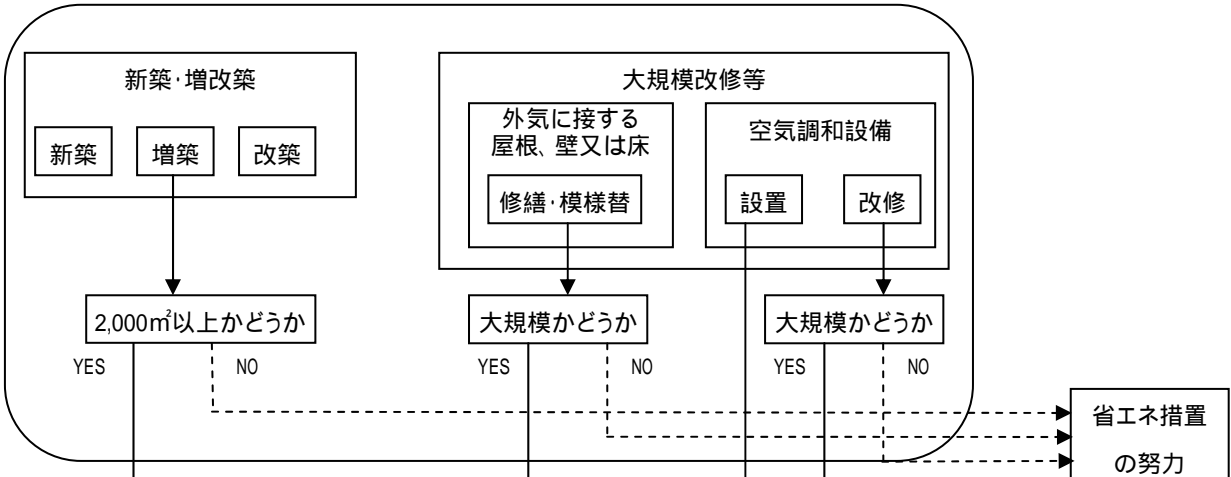 新築・増改築
新築
増築
改築
大規模改修等
外気に接する
屋根、壁又は床
修繕・模様替
空気調和設備
設置
改修
2,000㎡以上かどうか
大規模かどうか
大規模かどうか
YES
NO
YES
NO
YES
NO
省エネ措置
の努力